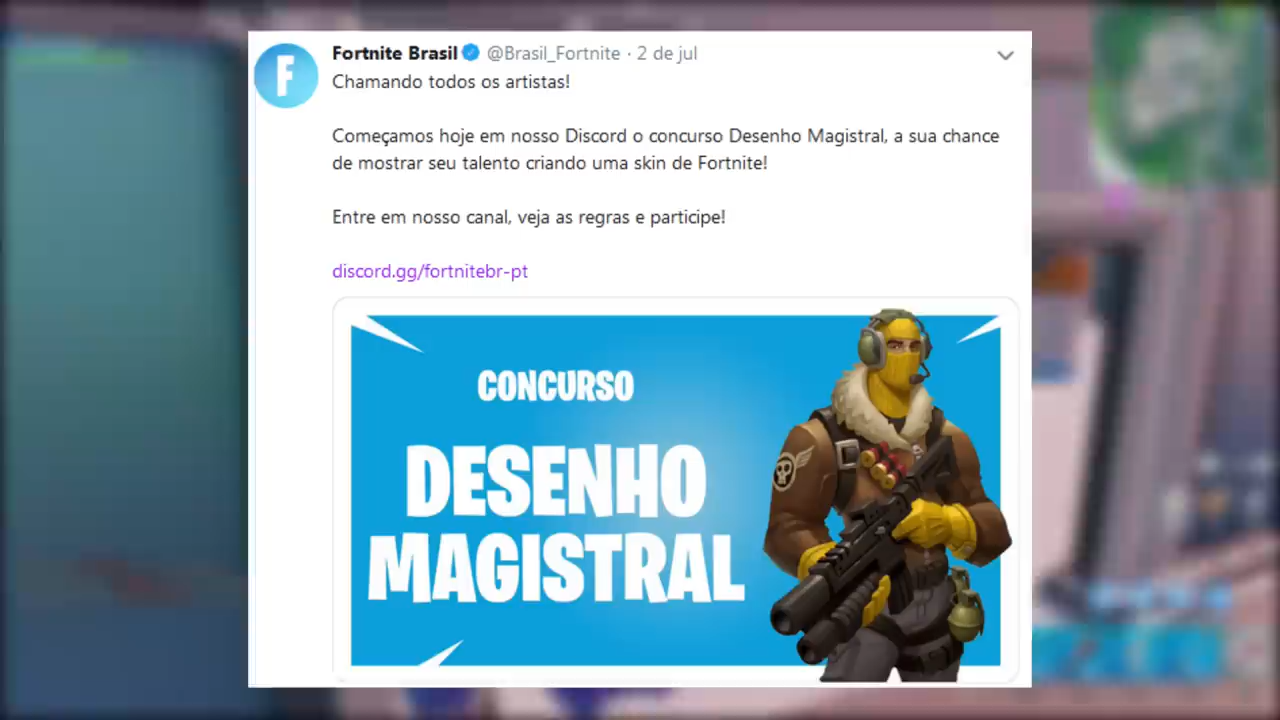 Fortnite Brasil @Brasil_Fortnite · 2 de jul
Chamando todos os artistas!
Começamos hoje em nosso Discord o concurso Desenho Magistral, a sua chance
de mostrar seu talento criando uma skin de Fortnite!
Entre em nosso canal, veja as regras e participe!
discord.gg/fortnitebr-pt
CONCURSO
DESENHO
MAGISTRAL